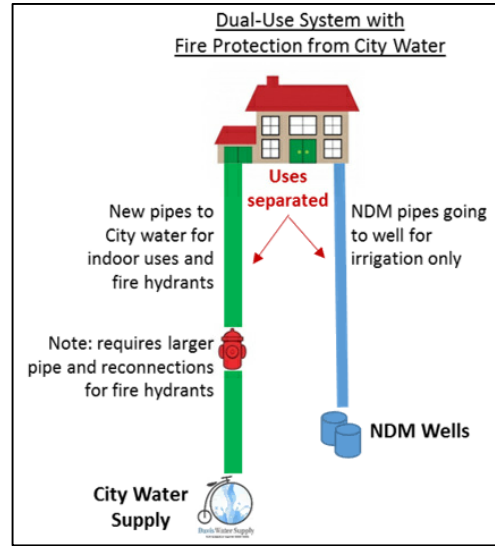 Dual-Use System with
Fire Protection from City Water
Uses
separated
New pipes to
City water for
indoor uses and
fire hydrants
NDM pipes going
to well for
irrigation only
Note: requires larger
pipe and reconnections
for fire hydrants
NDM Wells
City Water
Supply
Davis Water Supply